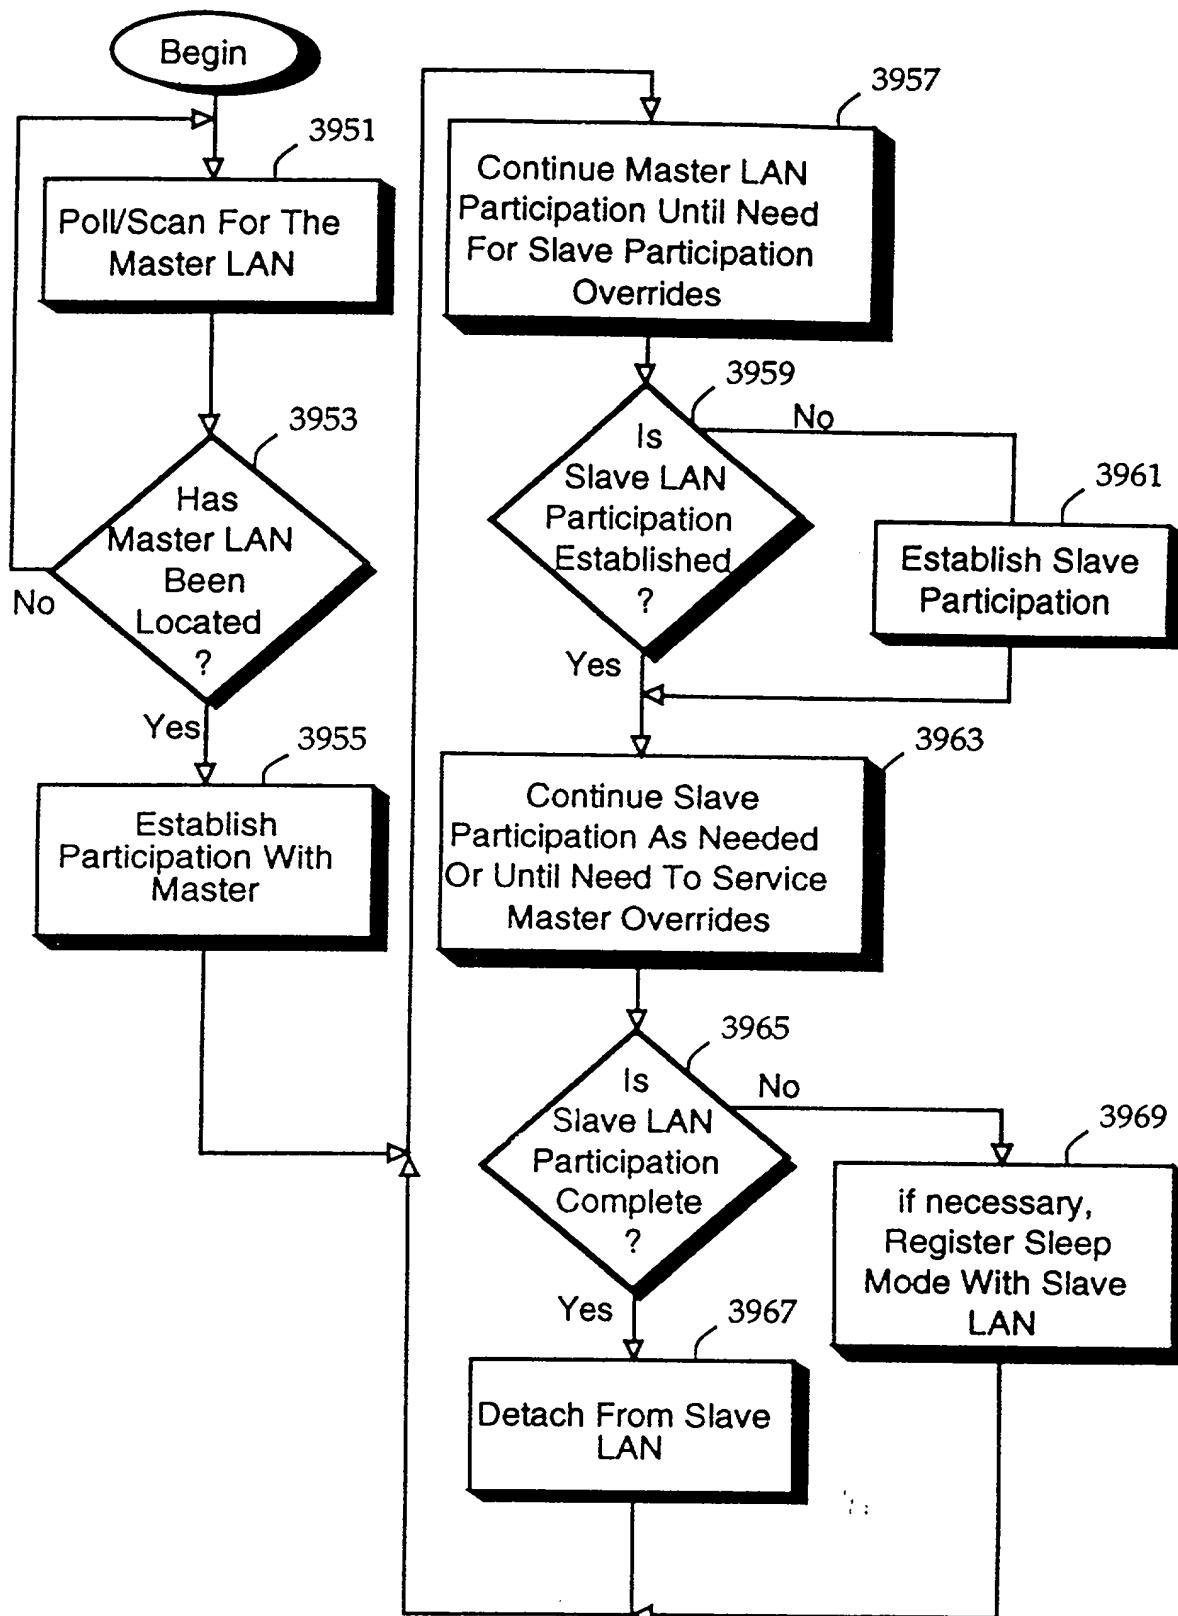 Begin
3951
Poll/Scan For The
Master LAN
3953
Has
Master LAN
Been
Located
?
No
Yes
3955
Establish
Participation With
Master
3957
Continue Master LAN
Participation Until Need
For Slave Participation
Overrides
3959
Is
Slave LAN
Participation
Established
?
No
Yes
3961
Establish Slave
Participation
3963
Continue Slave
Participation As Needed
Or Until Need To Service
Master Overrides
3965
Is
Slave LAN
Participation
Complete
?
No
Yes
3967
Detach From Slave
LAN
3969
if necessary,
Register Sleep
Mode With Slave
LAN